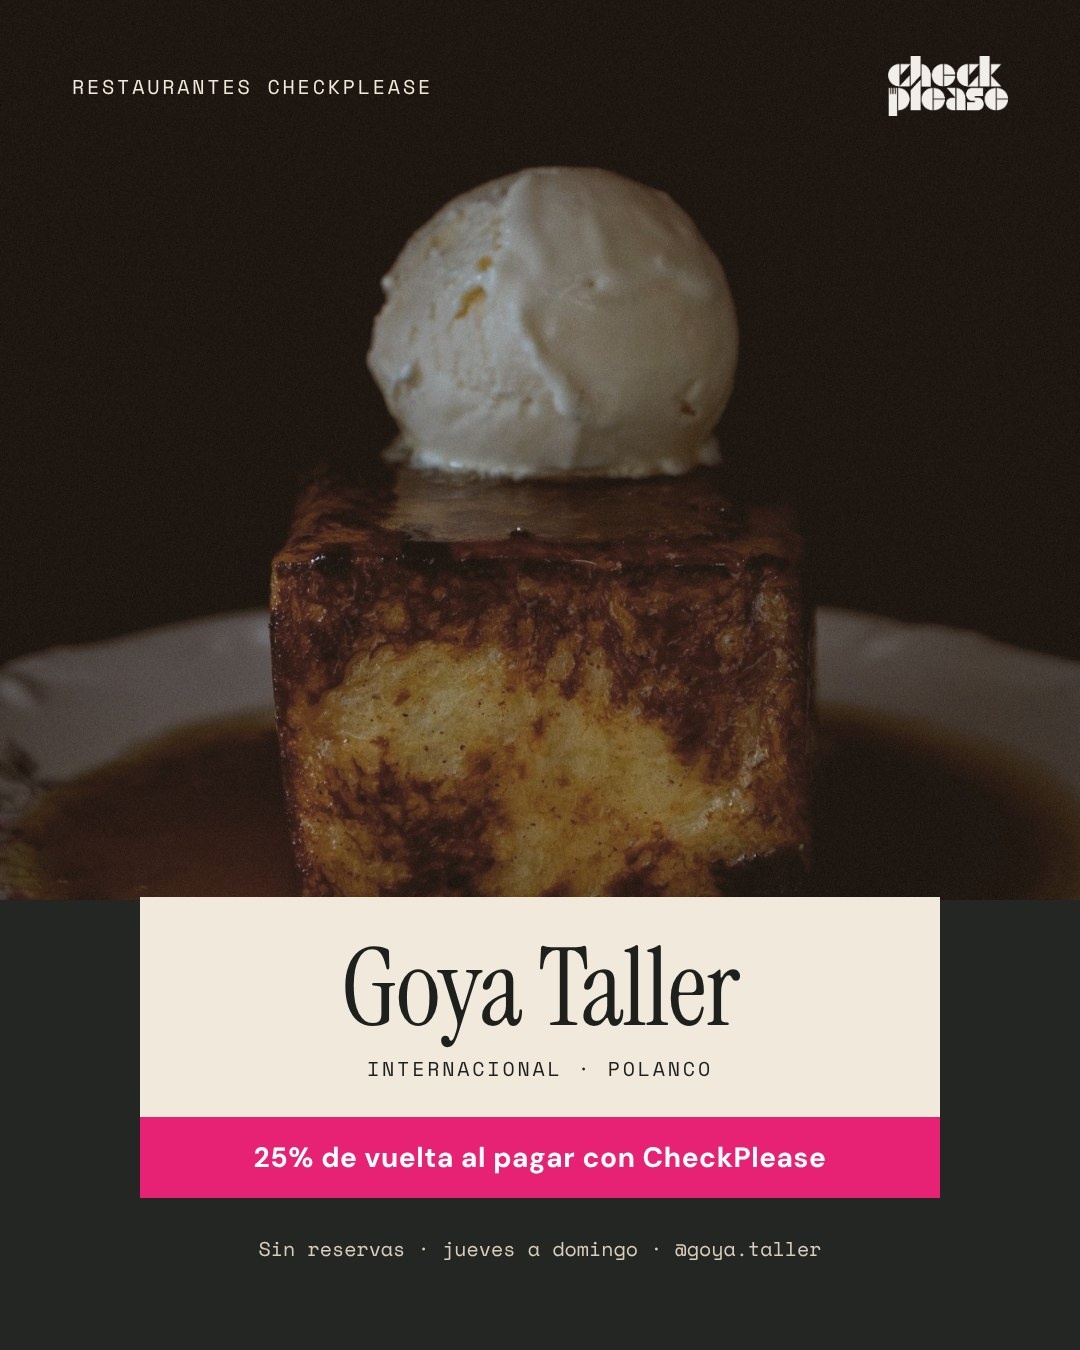 RESTAURANTES CHECKPLEASE
check
please
Goya Taller
INTERNACIONAL · POLANCO
25% de vuelta al pagar con CheckPlease
Sin reservas · jueves a domingo · @goya.taller